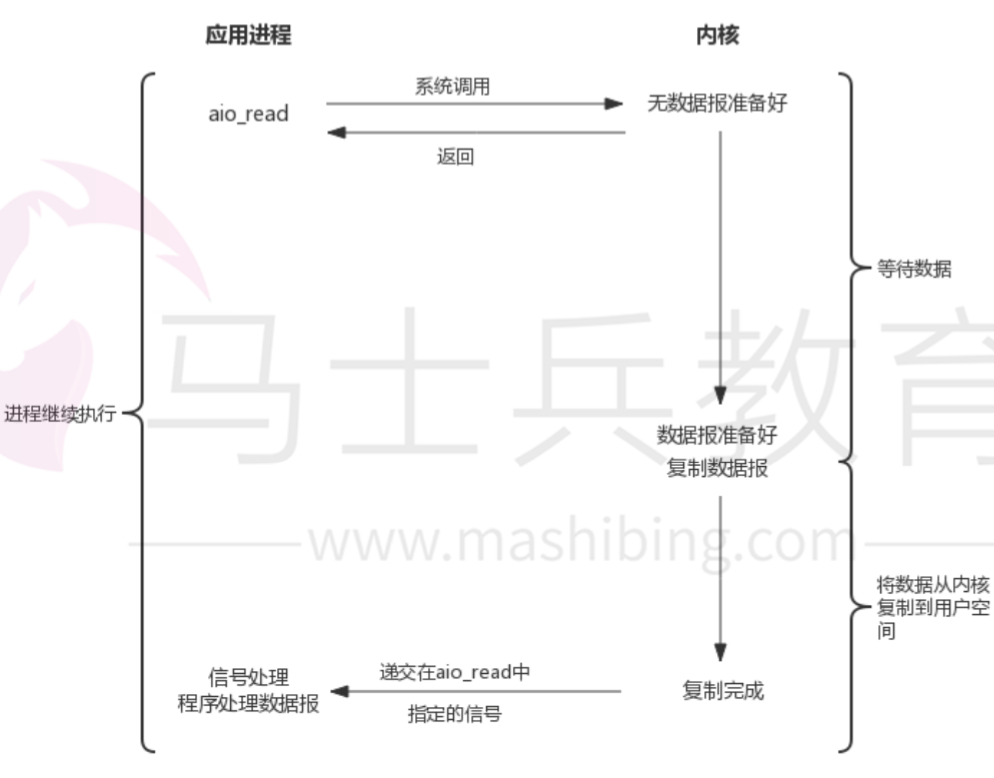 应用进程
内核
系统调用
aio_read
无数据报准备好
返回
等待数据
马士兵教育
进程继续执行
数据报准备好
复制数据报
www.mashibing.com
将数据从内核
复制到用户空
间
信号处理
程序处理数据报
递交在aio_read中
指定的信号
复制完成